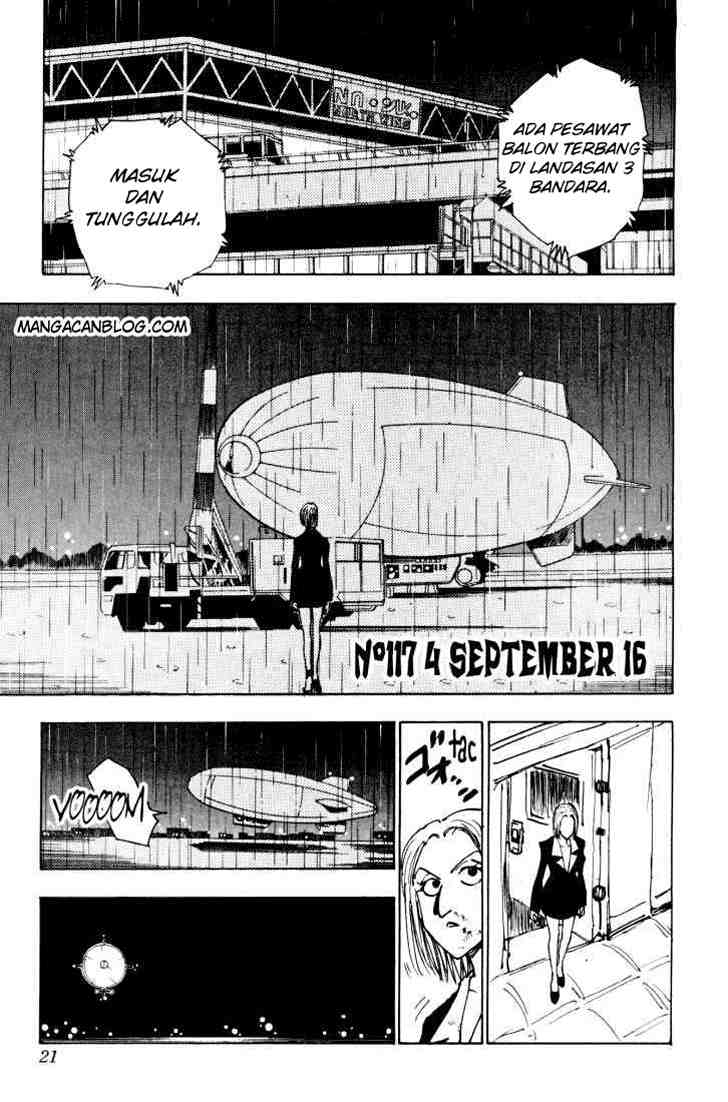 ADA PESAWAT
BALON TERBANG
DI LANDASAN 3
BANDARA.
MASUK
DAN
TUNGGULAH.
MANGACANBLOG.COM
Nº117 4 SEPTEMBER 16
tac
VOOOOM
21